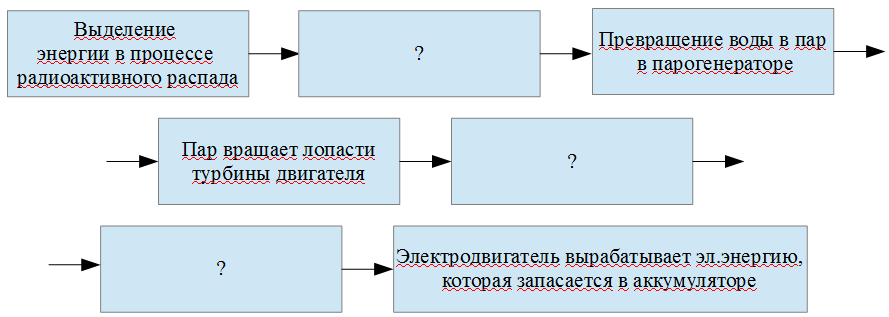 Выделение
энергии в процессе
радиоактивного распада
?
Превращение воды в пар
в парогенераторе
Пар вращает лопасти
турбины двигателя
?
?
Электродвигатель вырабатывает эл.энергию,
которая запасается в аккумуляторе